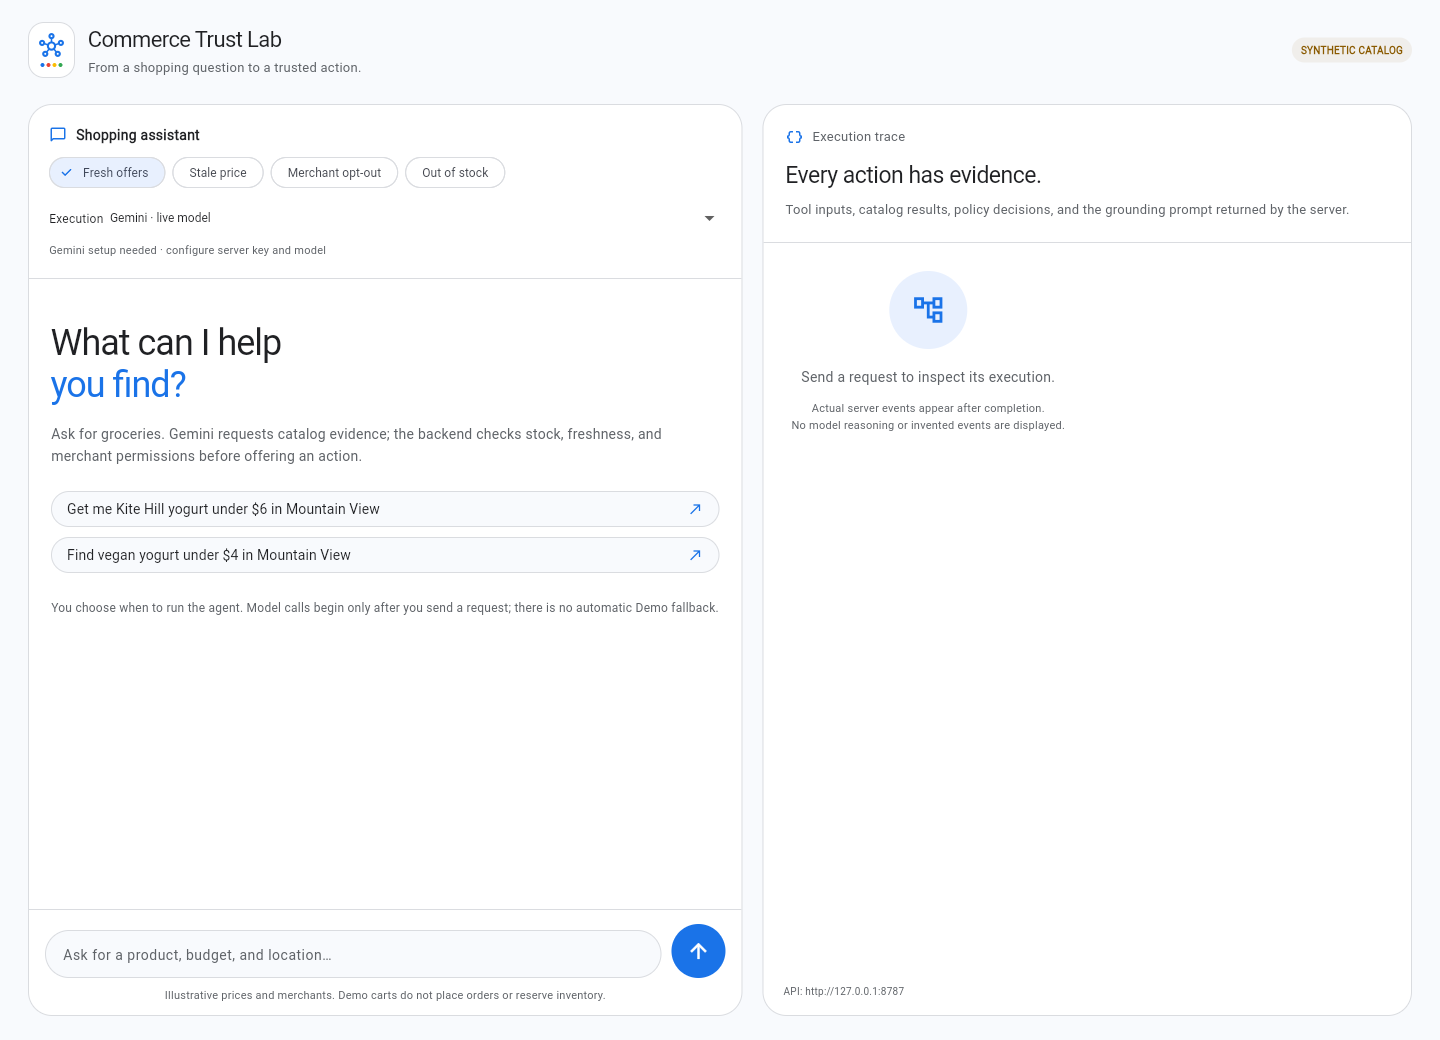 Commerce Trust Lab
From a shopping question to a trusted action.
SYNTHETIC CATALOG
Shopping assistant
Fresh offers
Stale price
Merchant opt-out
Out of stock
Execution Gemini · live model
Gemini setup needed · configure server key and model
What can I help
you find?
Ask for groceries. Gemini requests catalog evidence; the backend checks stock, freshness, and
merchant permissions before offering an action.
Get me Kite Hill yogurt under $6 in Mountain View
Find vegan yogurt under $4 in Mountain View
You choose when to run the agent. Model calls begin only after you send a request; there is no automatic Demo fallback.
Ask for a product, budget, and location…
Illustrative prices and merchants. Demo carts do not place orders or reserve inventory.
Execution trace
Every action has evidence.
Tool inputs, catalog results, policy decisions, and the grounding prompt returned by the server.
Send a request to inspect its execution.
Actual server events appear after completion.
No model reasoning or invented events are displayed.
API: http://127.0.0.1:8787